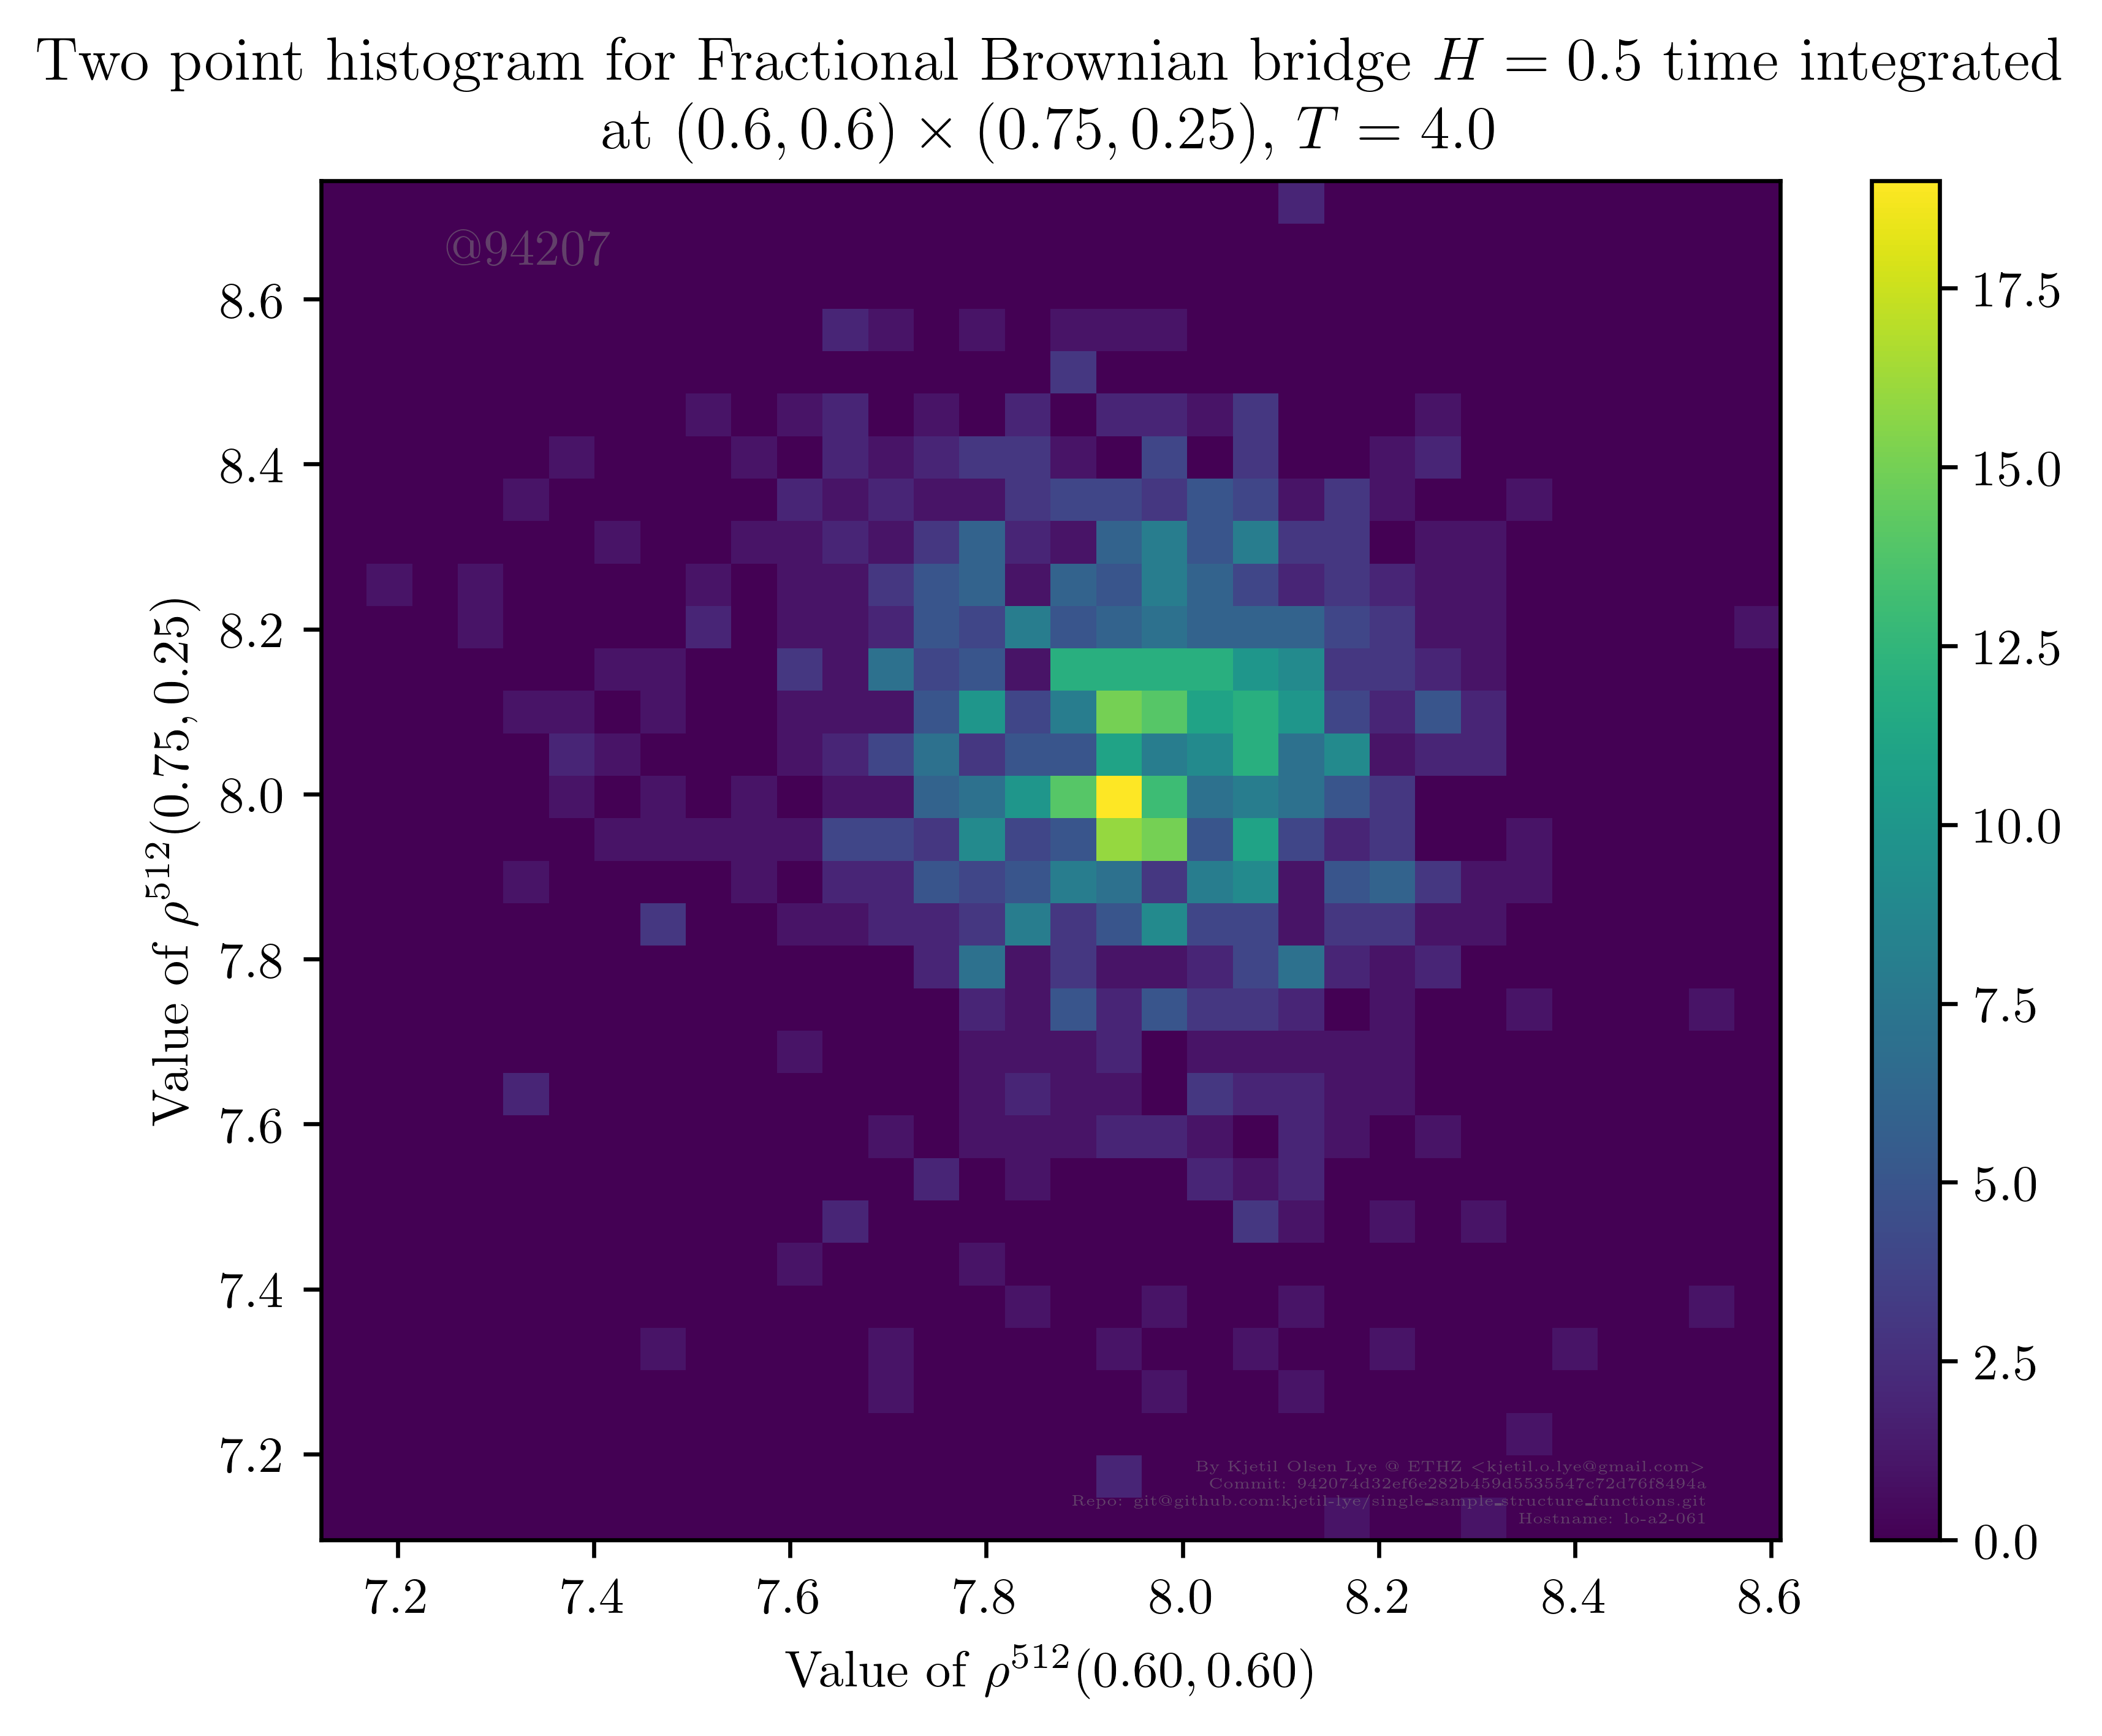 Two point histogram for Fractional Brownian bridge H = 0.5 time integrated
at (0.6, 0.6) × (0.75, 0.25), T = 4.0
@94207
8.6
8.4
8.2
8.0
7.8
7.6
7.4
7.2
Value of ρ^512(0.75, 0.25)
7.2 7.4 7.6 7.8 8.0 8.2 8.4 8.6
Value of ρ^512(0.60, 0.60)
17.5
15.0
12.5
10.0
7.5
5.0
2.5
0.0
By Kjetil Olsen Lye @ ETHZ <kjetil.o.lye@gmail.com>
Commit: 942074d32ef6e282b459d5535547c72d76f8494a
Repo: git@github.com:kjetil-lye/single_sample_structure_functions.git
Hostname: lo-a2-061